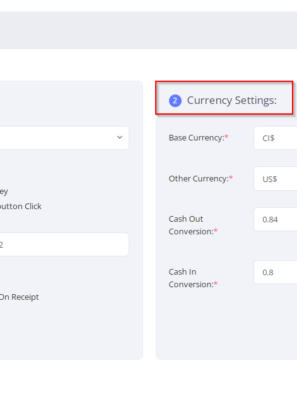 2 Currency Settings:
Base Currency:* CI$
Other Currency:* US$
ey
utton Click
Cash Out
Conversion:* 0.84
2
Cash In
Conversion:* 0.8
On Receipt